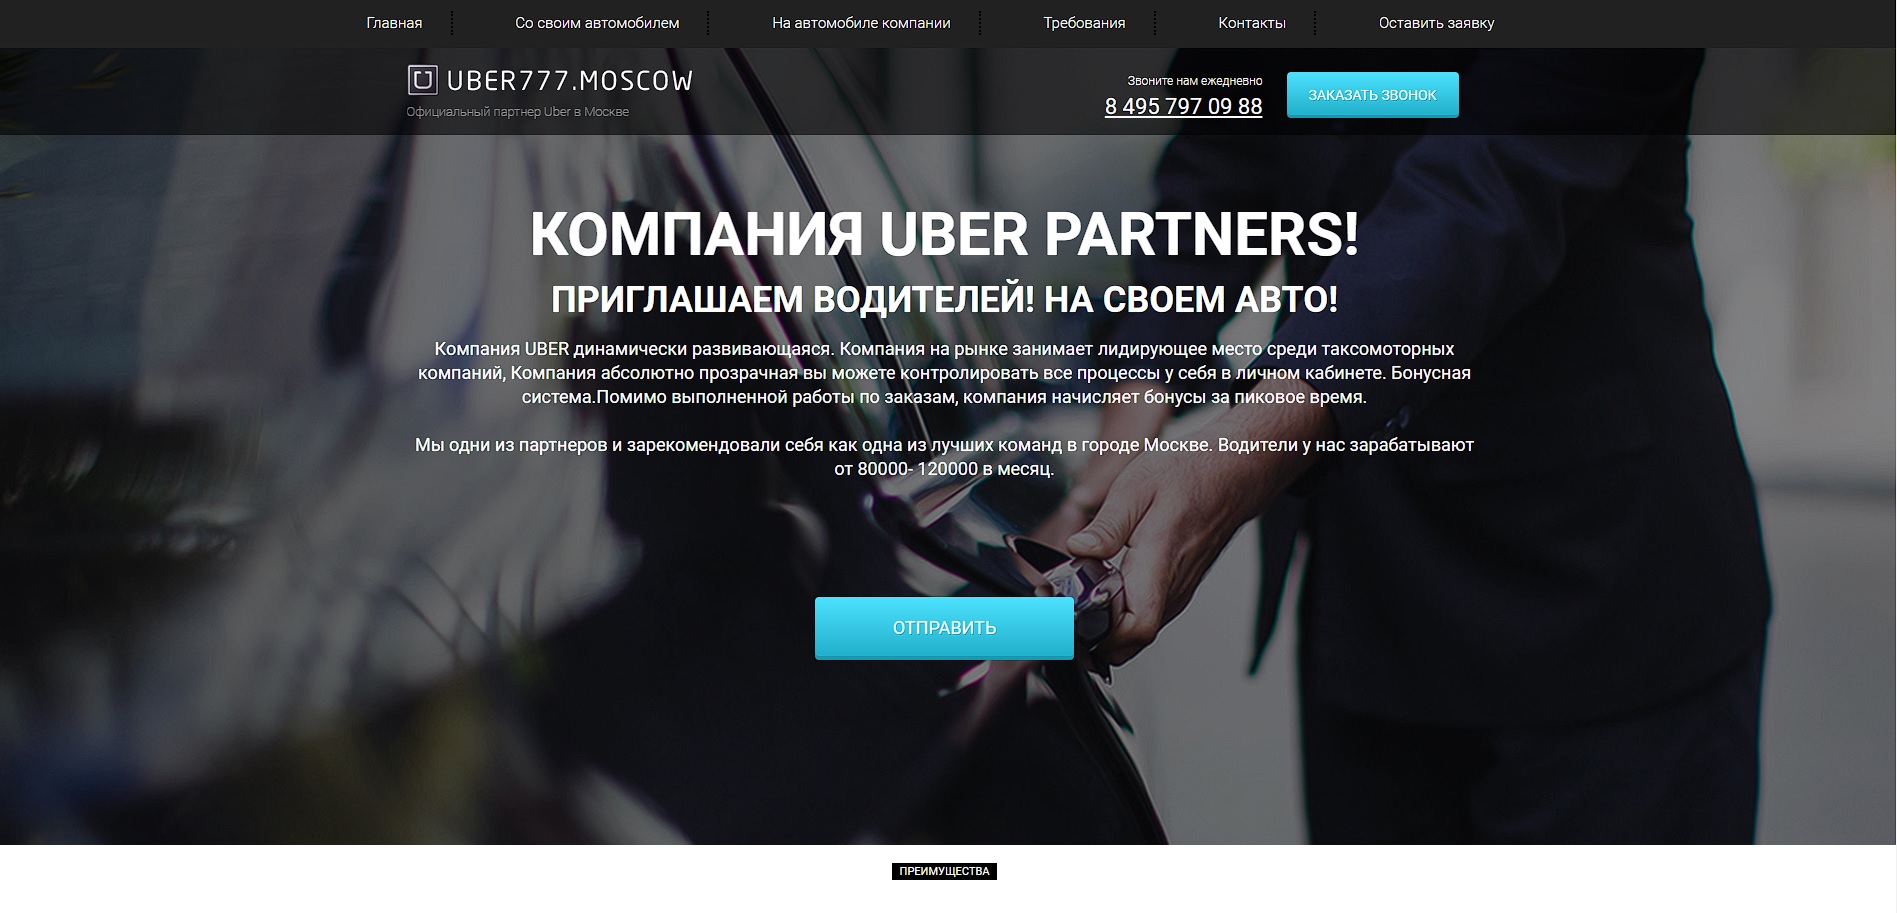 Главная
Со своим автомобилем
На автомобиле компании
Требования
Контакты
Оставить заявку
UBER777.MOSCOW
Официальный партнер Uber в Москве
Звоните нам ежедневно
8 495 797 09 88
ЗАКАЗАТЬ ЗВОНОК
КОМПАНИЯ UBER PARTNERS!
ПРИГЛАШАЕМ ВОДИТЕЛЕЙ! НА СВОЕМ АВТО!
Компания UBER динамически развивающаяся. Компания на рынке занимает лидирующее место среди таксомоторных
компаний, Компания абсолютно прозрачная вы можете контролировать все процессы у себя в личном кабинете. Бонусная
система.Помимо выполненной работы по заказам, компания начисляет бонусы за пиковое время.
Мы одни из партнеров и зарекомендовали себя как одна из лучших команд в городе Москве. Водители у нас зарабатывают
от 80000- 120000 в месяц.
ОТПРАВИТЬ
ПРЕИМУЩЕСТВА